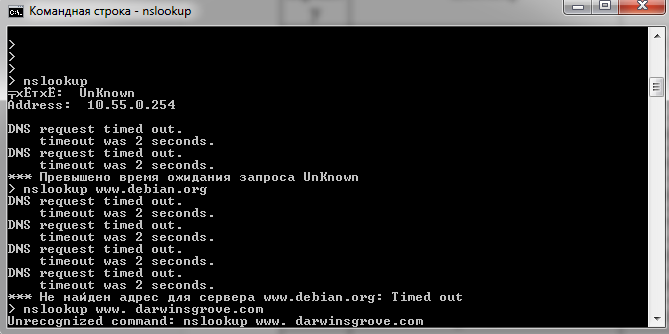 Командная строка - nslookup
>
>
>
> nslookup
╤хЁтхЁ:  UnKnown
Address:  10.55.0.254
DNS request timed out.
    timeout was 2 seconds.
DNS request timed out.
    timeout was 2 seconds.
*** Превышено время ожидания запроса UnKnown
> nslookup www.debian.org
DNS request timed out.
    timeout was 2 seconds.
DNS request timed out.
    timeout was 2 seconds.
DNS request timed out.
    timeout was 2 seconds.
DNS request timed out.
    timeout was 2 seconds.
*** Не найден адрес для сервера www.debian.org: Timed out
> nslookup www. darwinsgrove.com
Unrecognized command: nslookup www. darwinsgrove.com